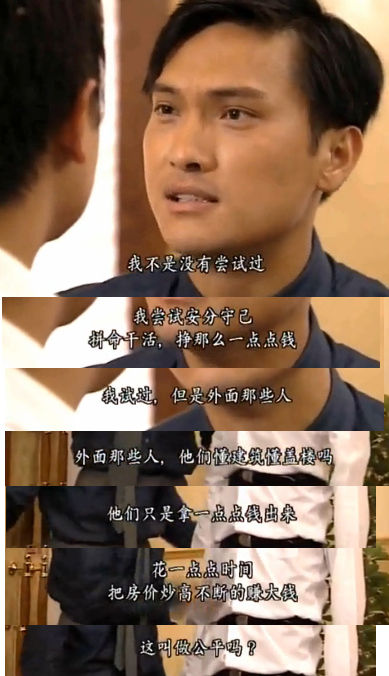 我不是没有尝试过
我尝试安分守己
拼命干活，挣那么一点点钱
我试过，但是外面那些人
外面那些人，他们懂建筑懂盖楼吗
他们只是拿一点点钱出来
花一点点时间
把房价炒高不断的赚大钱
这叫做公平吗？